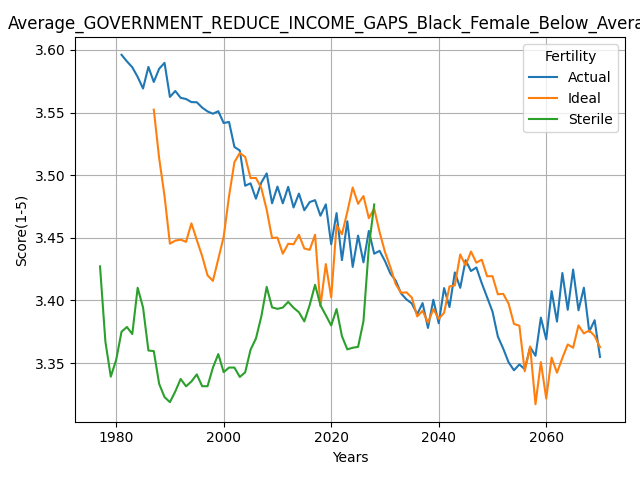 Average_GOVERNMENT_REDUCE_INCOME_GAPS_Black_Female_Below_Avera
Fertility
Actual
Ideal
Sterile
3.60
3.55
3.50
3.45
3.40
3.35
Score(1-5)
1980 2000 2020 2040 2060
Years